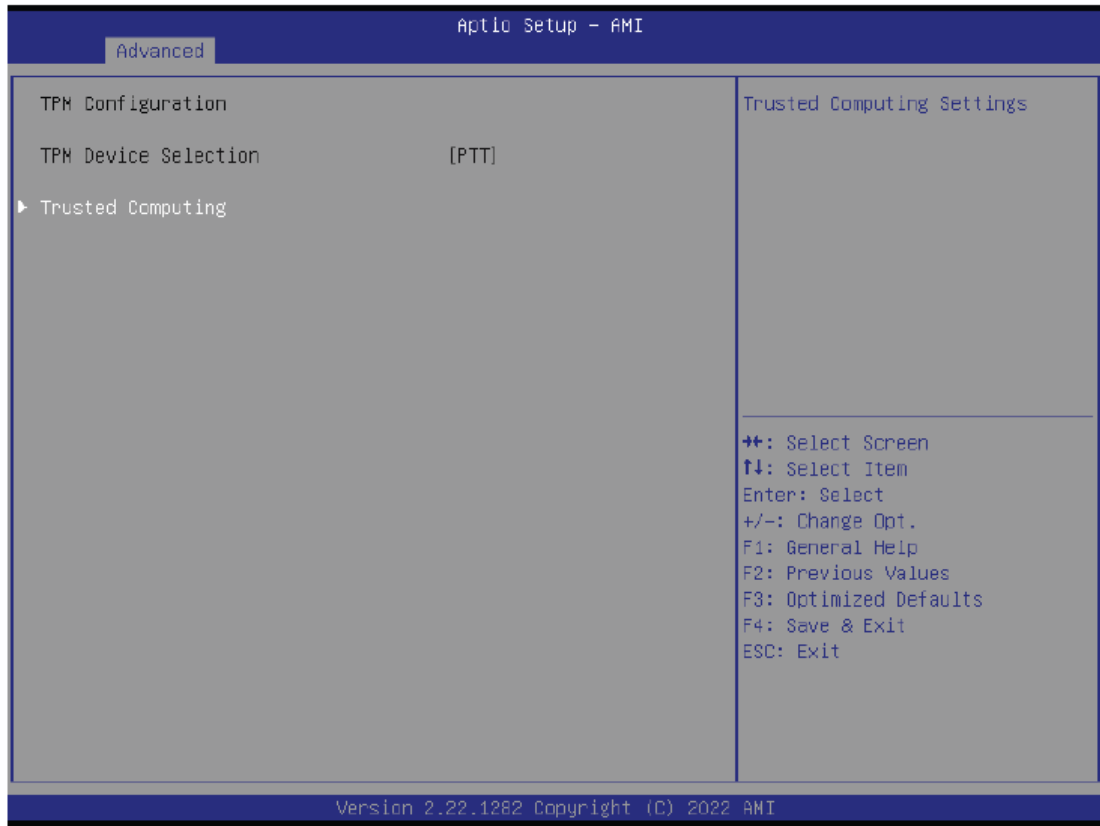 Aptio Setup – AMI
Advanced
TPM Configuration
TPM Device Selection [PTT]
Trusted Computing
Trusted Computing Settings
→←: Select Screen
↑↓: Select Item
Enter: Select
+/-: Change Opt.
F1: General Help
F2: Previous Values
F3: Optimized Defaults
F4: Save & Exit
ESC: Exit
Version 2.22.1282 Copyright (C) 2022 AMI